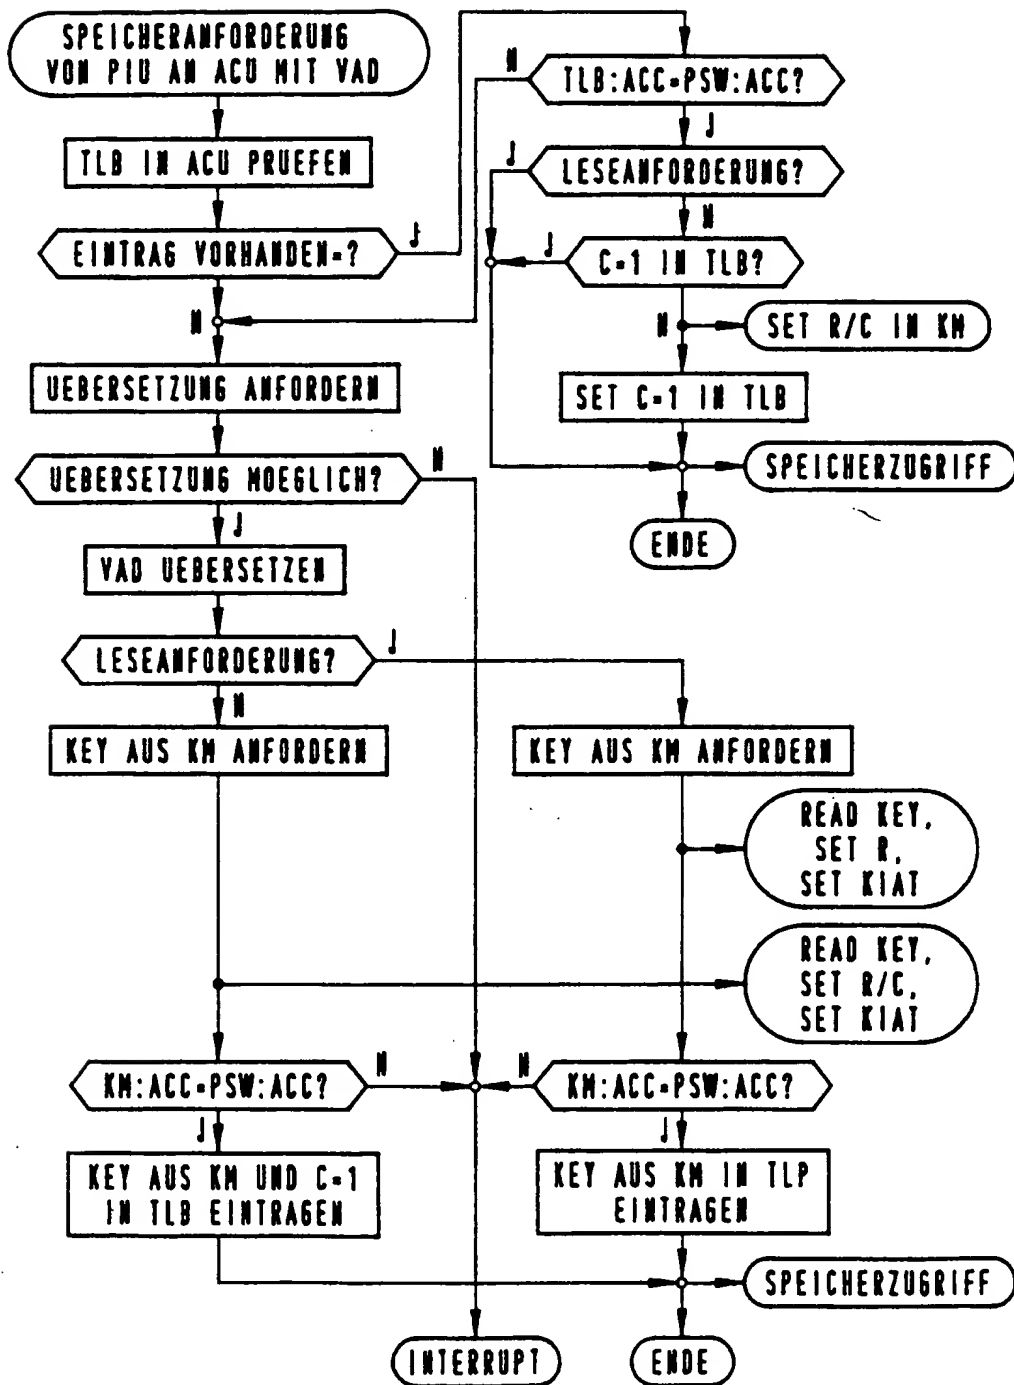 SPEICHERANFORDERUNG
VON PIU AN ACU MIT VAD
TLB IN ACU PRUEFEN
EINTRAG VORHANDEN=?
J
N
UEBERSETZUNG ANFORDERN
UEBERSETZUNG MOEGLICH?
N
J
VAD UEBERSETZEN
LESEANFORDERUNG?
J
N
KEY AUS KM ANFORDERN
KM:ACC=PSW:ACC?
N
J
KEY AUS KM UND C=1
IN TLB EINTRAGEN
N
TLB:ACC=PSW:ACC?
J
J
LESEANFORDERUNG?
N
J
C=1 IN TLB?
N
SET R/C IN KM
SET C=1 IN TLB
SPEICHERZUGRIFF
ENDE
KEY AUS KM ANFORDERN
READ KEY,
SET R,
SET KIAT
READ KEY,
SET R/C,
SET KIAT
N
KM:ACC=PSW:ACC?
J
KEY AUS KM IN TLP
EINTRAGEN
SPEICHERZUGRIFF
INTERRUPT
ENDE